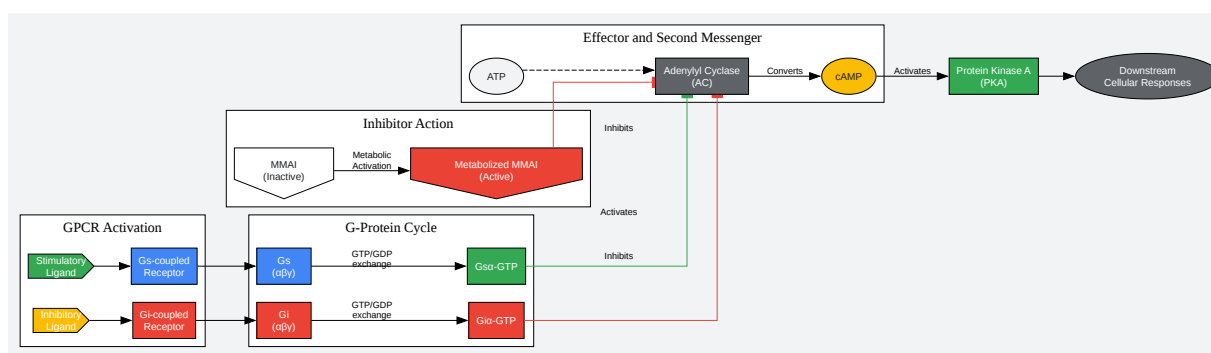 Effector and Second Messenger
ATP
Adenylyl Cyclase
(AC)
Converts
cAMP
Activates
Protein Kinase A
(PKA)
Downstream
Cellular Responses
Inhibitor Action
Inhibits
MMAI
(Inactive)
Metabolic
Activation
Metabolized MMAI
(Active)
Activates
GPCR Activation
G-Protein Cycle
Stimulatory
Ligand
Gs-coupled
Receptor
Gs
(αβγ)
GTP/GDP
exchange
Gsα-GTP
Inhibits
Inhibitory
Ligand
Gi-coupled
Receptor
Gi
(αβγ)
GTP/GDP
exchange
Giα-GTP